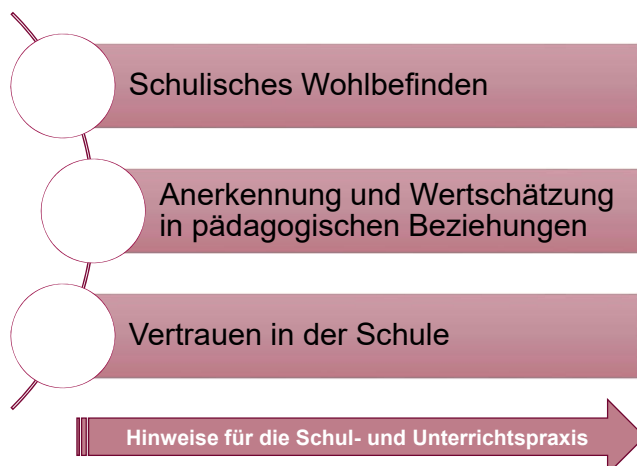 Schulisches Wohlbefinden
Anerkennung und Wertschätzung
in pädagogischen Beziehungen
Vertrauen in der Schule
Hinweise für die Schul- und Unterrichtspraxis